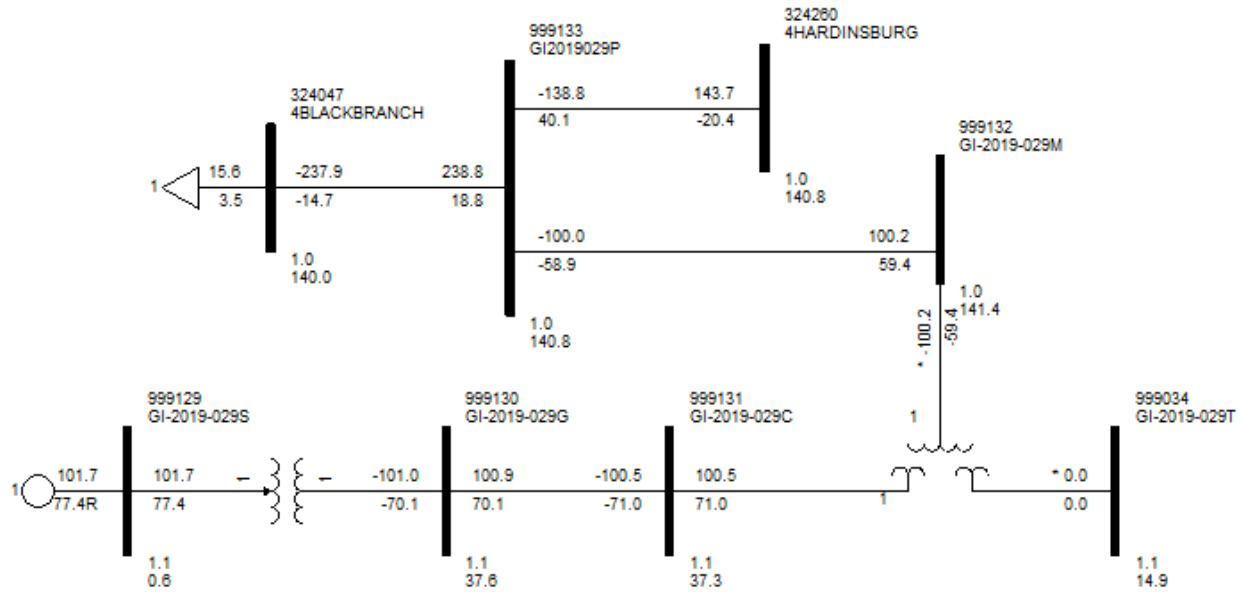 324260
4HARDINSBURG
999133
GI2019029P
324047
4BLACKBRANCH
-138.8 143.7
40.1 -20.4
999132
GI-2019-029M
1
15.6 -237.9 238.8
3.5 -14.7 18.8
1.0
140.8
-100.0 100.2
-58.9 59.4
1.0
140.0
1.0
141.4
1.0
140.8
* -100.2
-59.4
999129
GI-2019-029S
999130
GI-2019-029G
999131
GI-2019-029C
999034
GI-2019-029T
1
1
101.7 101.7 1 1 -101.0 100.9 -100.5 100.5 * 0.0
77.4R 77.4 -70.1 70.1 -71.0 71.0 1 0.0
1.1
0.6
1.1
37.6
1.1
37.3
1.1
14.9